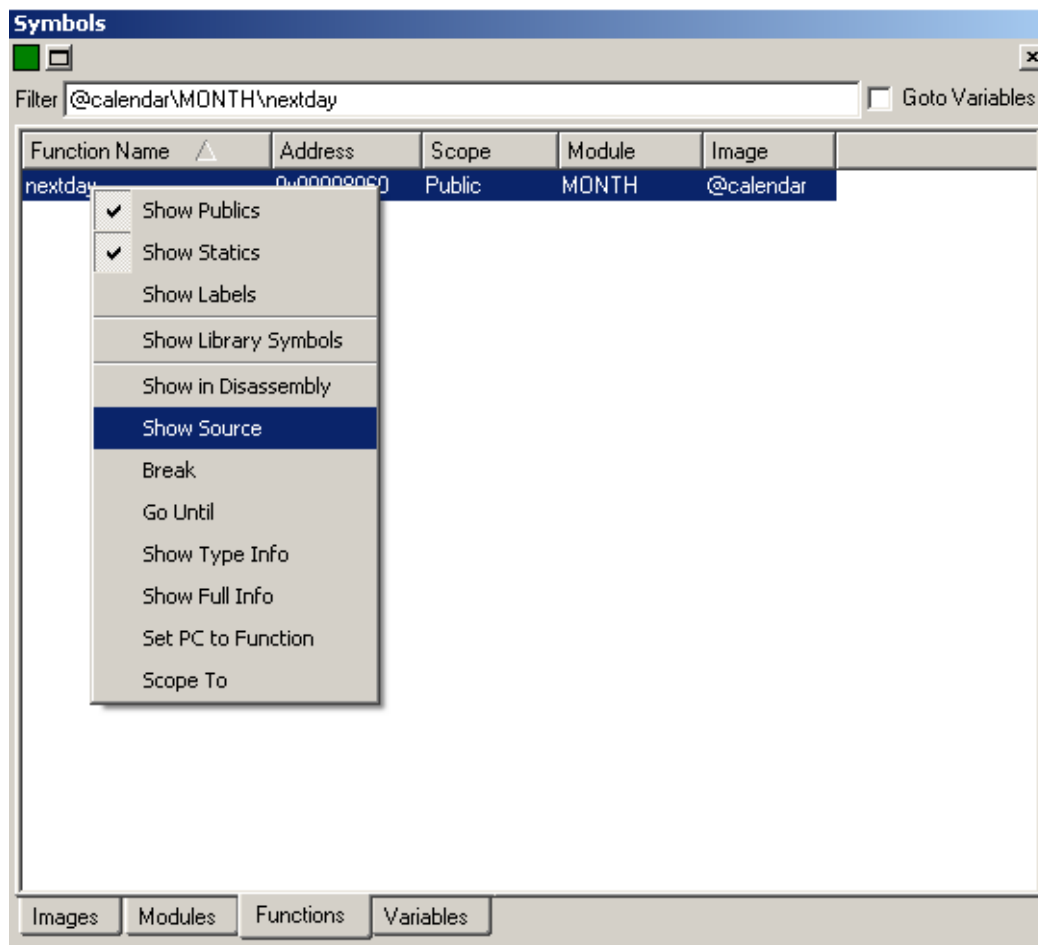 Symbols
Filter @calendar\MONTH\nextday Goto Variables
Function Name Address Scope Module Image
nextday 0x00008060 Public MONTH @calendar
Show Publics
Show Statics
Show Labels
Show Library Symbols
Show in Disassembly
Show Source
Break
Go Until
Show Type Info
Show Full Info
Set PC to Function
Scope To
Images Modules Functions Variables